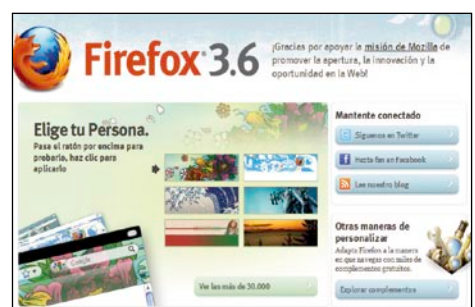 Firefox 3.6
¡Gracias por apoyar la misión de Mozilla de
promover la apertura, la innovación y la
oportunidad en la Web!
Elige tu Persona.
Pasa el ratón por encima para
probarlo, haz clic para
aplicarlo
Google
Ver las más de 30.000
Mantente conectado
Síguenos en Twitter
Hazte fan en Facebook
Lee nuestro blog
Otras maneras de
personalizar
Adapta Firefox a la manera
en que navegas con miles de
complementos gratuitos.
Explorar complementos